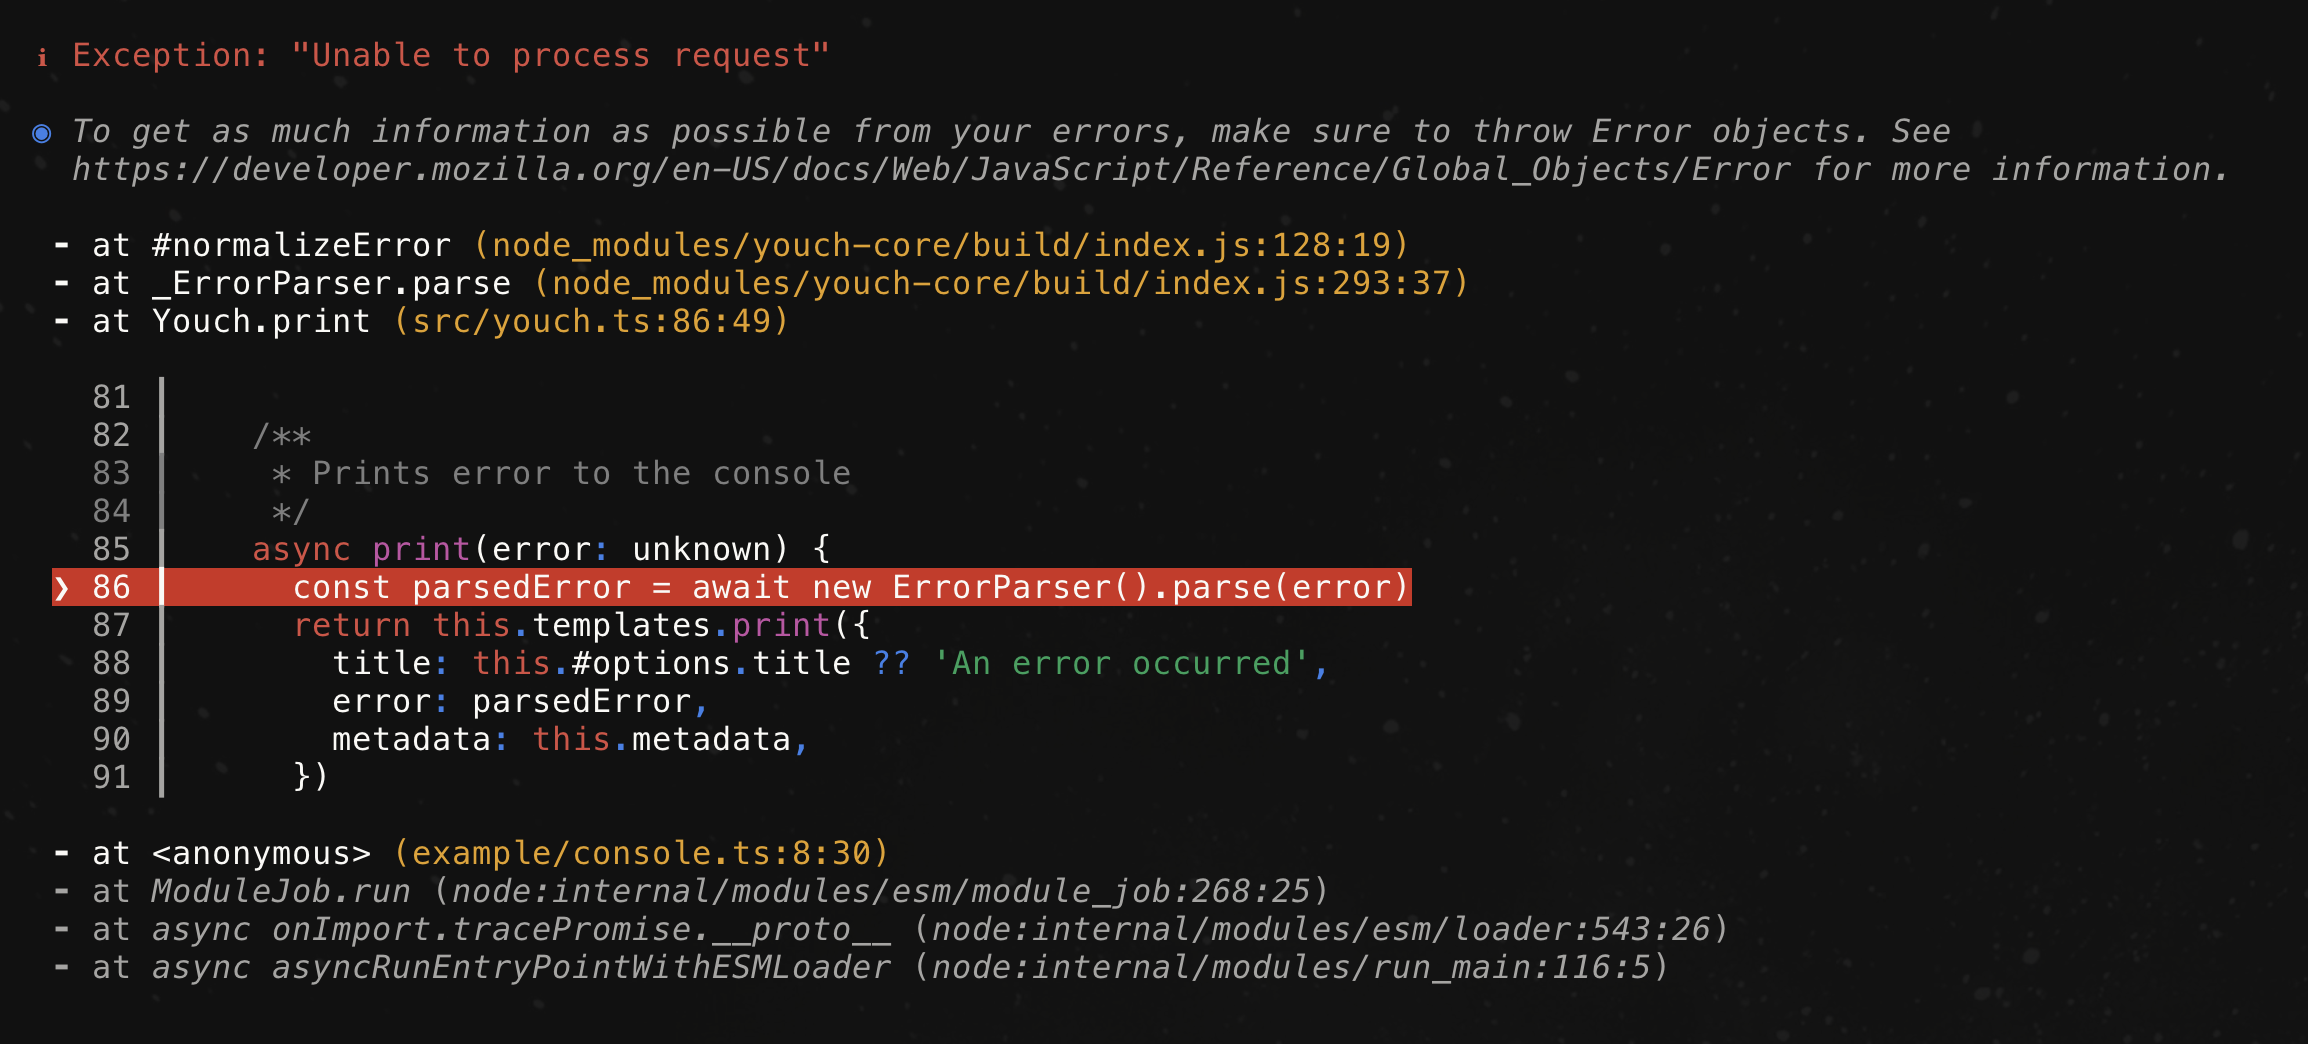 ℹ Exception: "Unable to process request"
◉ To get as much information as possible from your errors, make sure to throw Error objects. See
https://developer.mozilla.org/en-US/docs/Web/JavaScript/Reference/Global_Objects/Error for more information.
- at #normalizeError (node_modules/youch-core/build/index.js:128:19)
- at _ErrorParser.parse (node_modules/youch-core/build/index.js:293:37)
- at Youch.print (src/youch.ts:86:49)
81 |
82 | /**
83 | * Prints error to the console
84 | */
85 | async print(error: unknown) {
❯ 86 | const parsedError = await new ErrorParser().parse(error)
87 | return this.templates.print({
88 | title: this.#options.title ?? 'An error occurred',
89 | error: parsedError,
90 | metadata: this.metadata,
91 | })
- at <anonymous> (example/console.ts:8:30)
- at ModuleJob.run (node:internal/modules/esm/module_job:268:25)
- at async onImport.tracePromise.__proto__ (node:internal/modules/esm/loader:543:26)
- at async asyncRunEntryPointWithESMLoader (node:internal/modules/run_main:116:5)